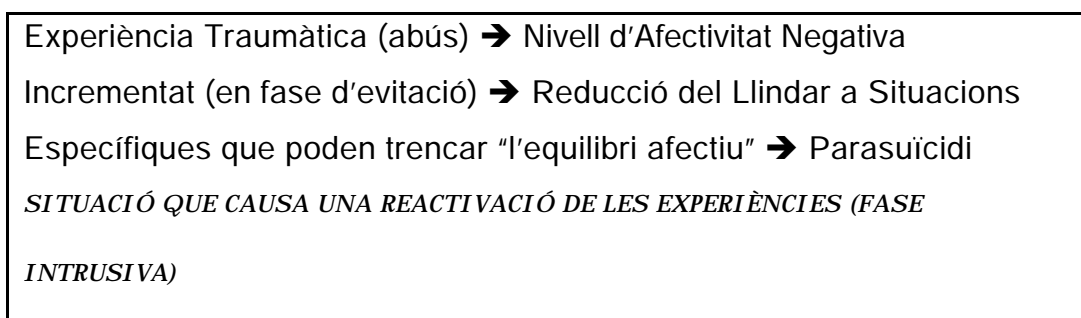 Experiència Traumàtica (abús) ➔ Nivell d'Afectivitat Negativa
Incrementat (en fase d'evitació) ➔ Reducció del Llindar a Situacions
Específiques que poden trencar "l'equilibri afectiu" ➔ Parasuïcidi
SITUACIÓ QUE CAUSA UNA REACTIVACIÓ DE LES EXPERIÈNCIES (FASE
INTRUSIVA)